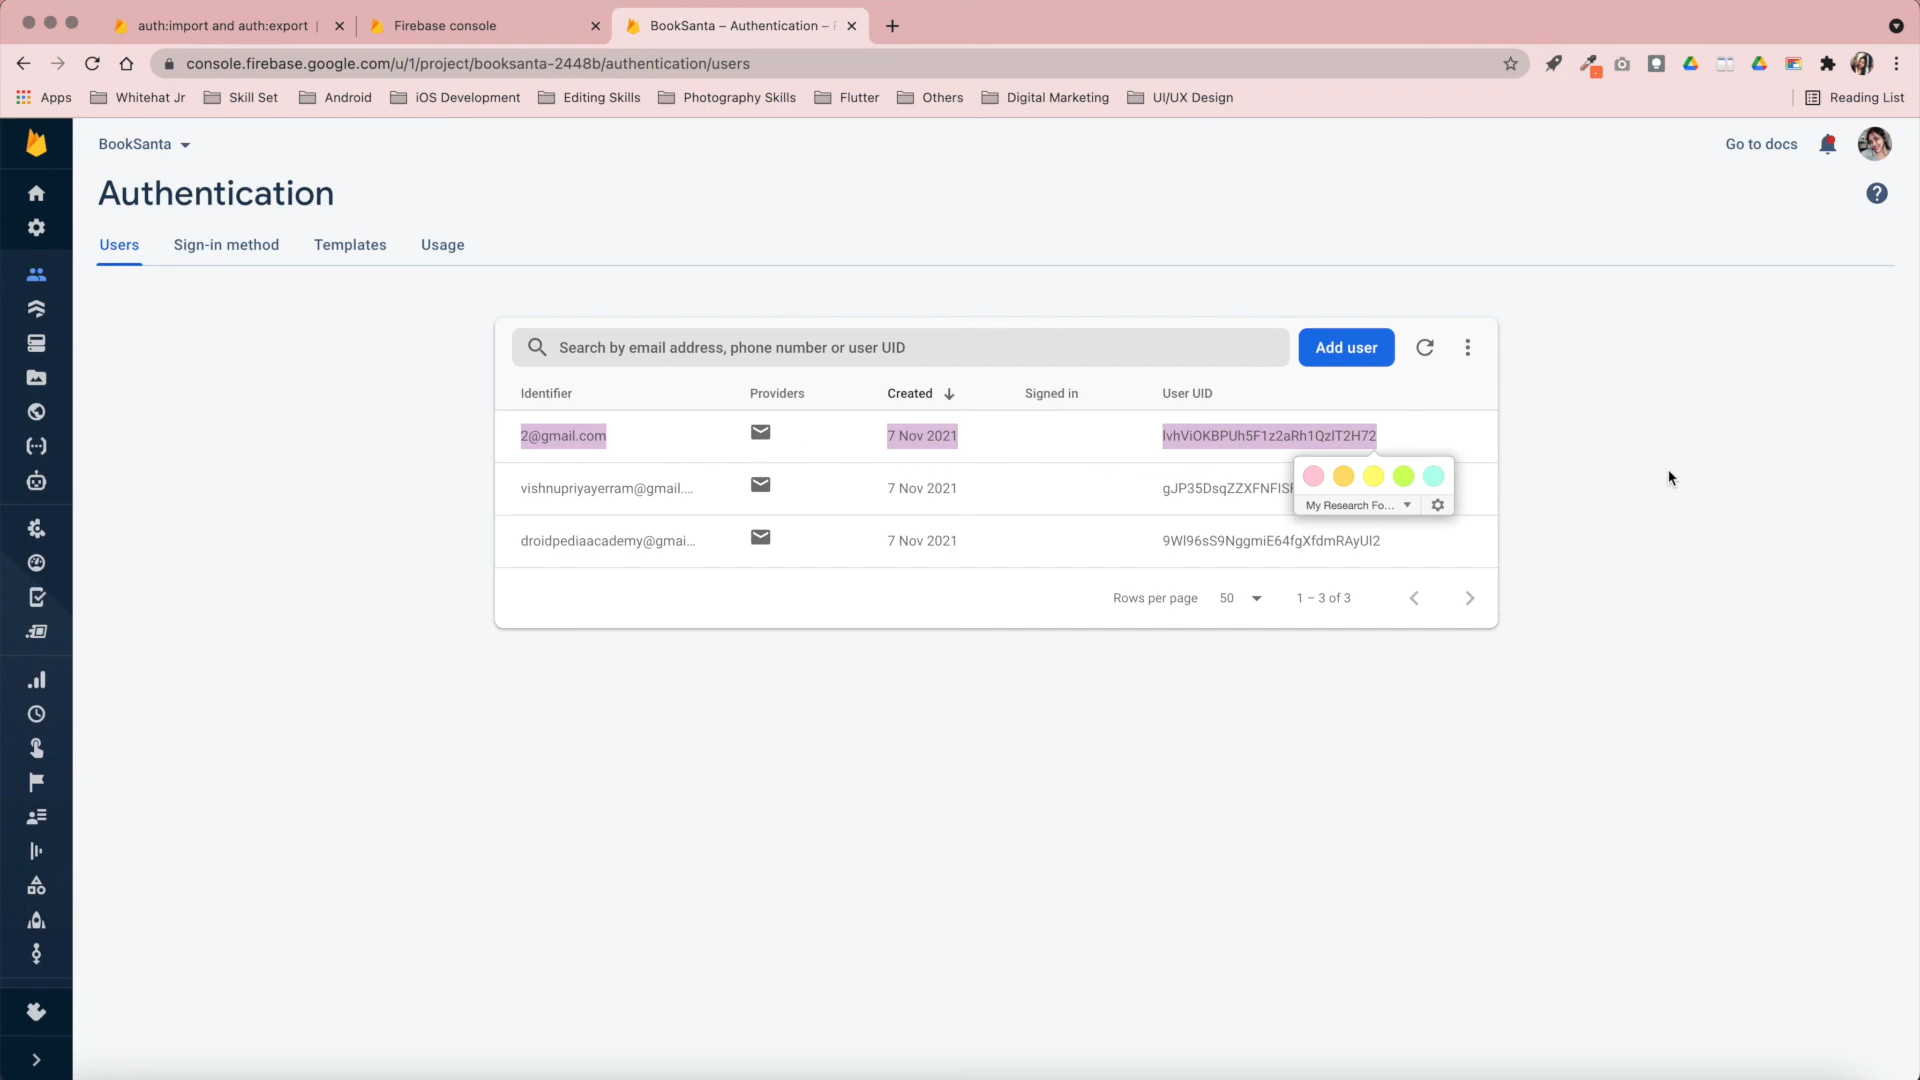 auth:import and auth:export
Firebase console
BookSanta – Authentication –
console.firebase.google.com/u/1/project/booksanta-2448b/authentication/users
Apps
Whitehat Jr
Skill Set
Android
iOS Development
Editing Skills
Photography Skills
Flutter
Others
Digital Marketing
UI/UX Design
Reading List
BookSanta
Go to docs
Authentication
Users
Sign-in method
Templates
Usage
Search by email address, phone number or user UID
Add user
Identifier
Providers
Created
Signed in
User UID
2@gmail.com
7 Nov 2021
lvhViOKBPUh5F1z2aRh1QzlT2H72
vishnupriyayerram@gmail....
7 Nov 2021
gJP35DsqZZXFNFIS
My Research Fo...
droidpediaacademy@gmai...
7 Nov 2021
9Wl96sS9NggmiE64fgXfdmRAyUl2
Rows per page
50
1 – 3 of 3